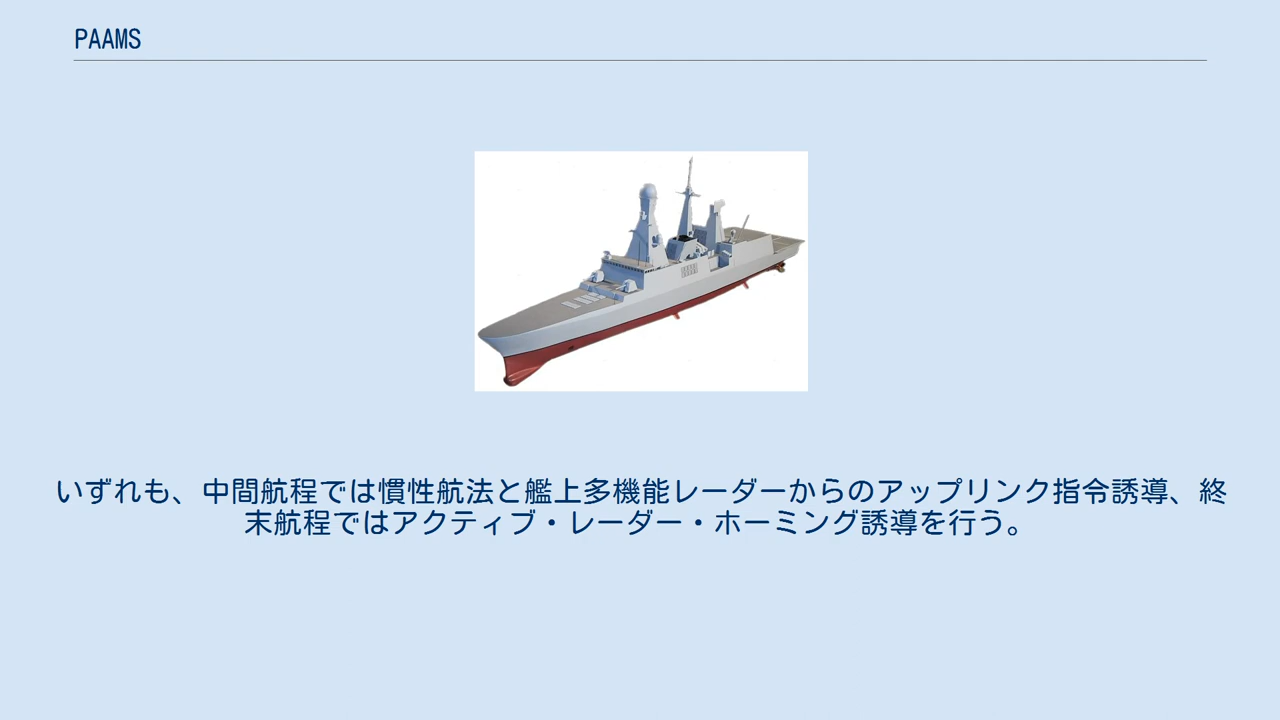 PAAMS
いずれも、中間航程では慣性航法と艦上多機能レーダーからのアップリンク指令誘導、終
末航程ではアクティブ・レーダー・ホーミング誘導を行う。